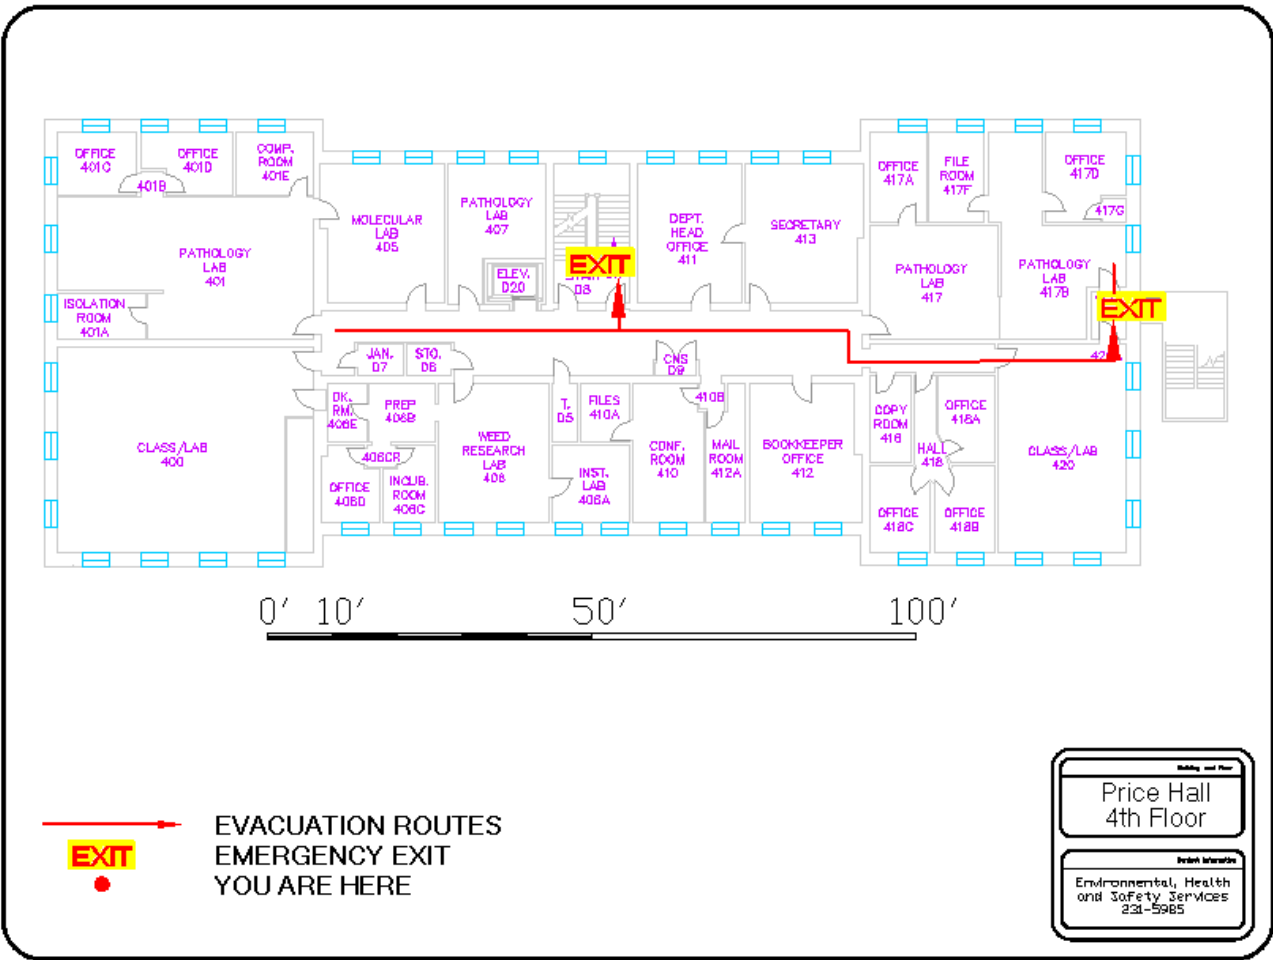 OFFICE
401C
OFFICE
401D
COMP.
ROOM
401E
401B
PATHOLOGY
LAB
401
ISOLATION
ROOM
401A
MOLECULAR
LAB
405
PATHOLOGY
LAB
407
ELEV.
D20
EXIT
D8
DEPT.
HEAD
OFFICE
411
SECRETARY
413
OFFICE
417A
FILE
ROOM
417F
OFFICE
417D
417G
PATHOLOGY
LAB
417
PATHOLOGY
LAB
417B
EXIT
JAN.
D7
STO.
D6
CNS
D9
CLASS/LAB
400
DK.
RM.
406E
PREP
406B
406CR
OFFICE
406D
INCUB.
ROOM
406C
WEED
RESEARCH
LAB
406
T.
D5
FILES
410A
INST.
LAB
406A
CONF.
ROOM
410
410B
MAIL
ROOM
412A
BOOKKEEPER
OFFICE
412
COPY
ROOM
416
HALL
418
OFFICE
418A
OFFICE
418C
OFFICE
418B
CLASS/LAB
420
0' 10' 50' 100'
EVACUATION ROUTES
EXIT EMERGENCY EXIT
YOU ARE HERE
Building and Floor
Price Hall
4th Floor
Environmental, Health
and Safety Services
231-5985